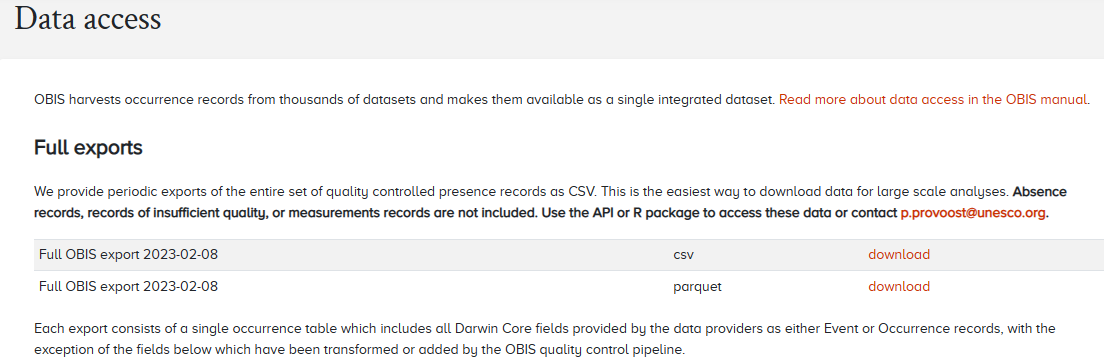 Data access
OBIS harvests occurrence records from thousands of datasets and makes them available as a single integrated dataset. Read more about data access in the OBIS manual.
Full exports
We provide periodic exports of the entire set of quality controlled presence records as CSV. This is the easiest way to download data for large scale analyses. Absence
records, records of insufficient quality, or measurements records are not included. Use the API or R package to access these data or contact p.provoost@unesco.org.
Full OBIS export 2023-02-08 csv download
Full OBIS export 2023-02-08 parquet download
Each export consists of a single occurrence table which includes all Darwin Core fields provided by the data providers as either Event or Occurrence records, with the
exception of the fields below which have been transformed or added by the OBIS quality control pipeline.